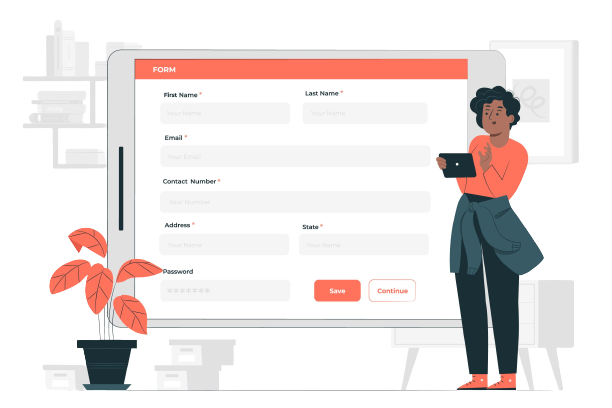 FORM
First Name *
Last Name *
Your Name
Your Name
Email *
Your Email
Contact Number *
Your Number
Address *
State *
Your Name
Your Name
Password
*******
Save
Continue